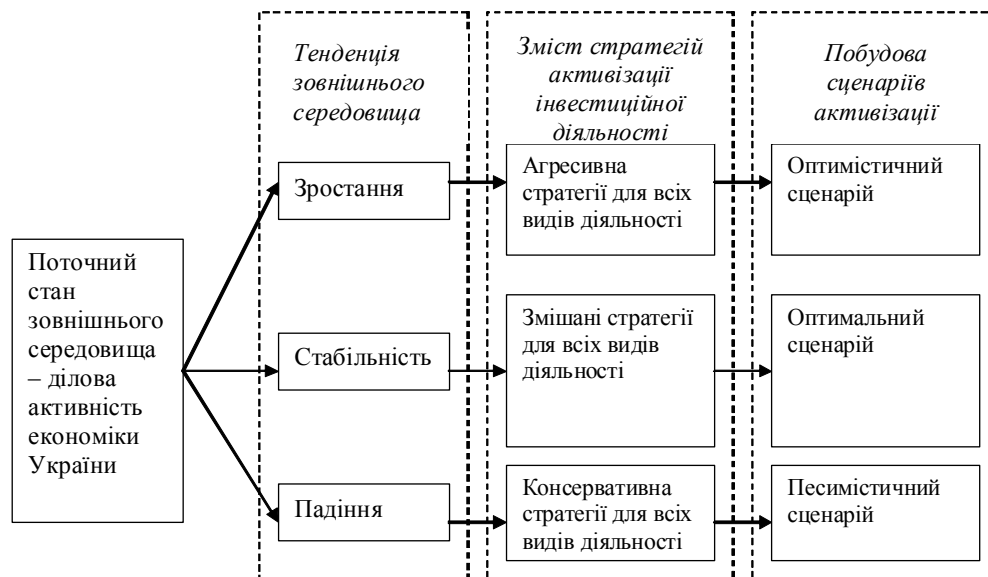 Тенденція
зовнішнього
середовища
Зміст стратегій
активізації
інвестиційної
діяльності
Побудова
сценаріїв
активізації
Поточний
стан
зовнішнього
середовища
– ділова
активність
економіки
України
Зростання
Агресивна
стратегії для всіх
видів діяльності
Оптимістичний
сценарій
Стабільність
Змішані стратегії
для всіх видів
діяльності
Оптимальний
сценарій
Падіння
Консервативна
стратегії для всіх
видів діяльності
Песимістичний
сценарій